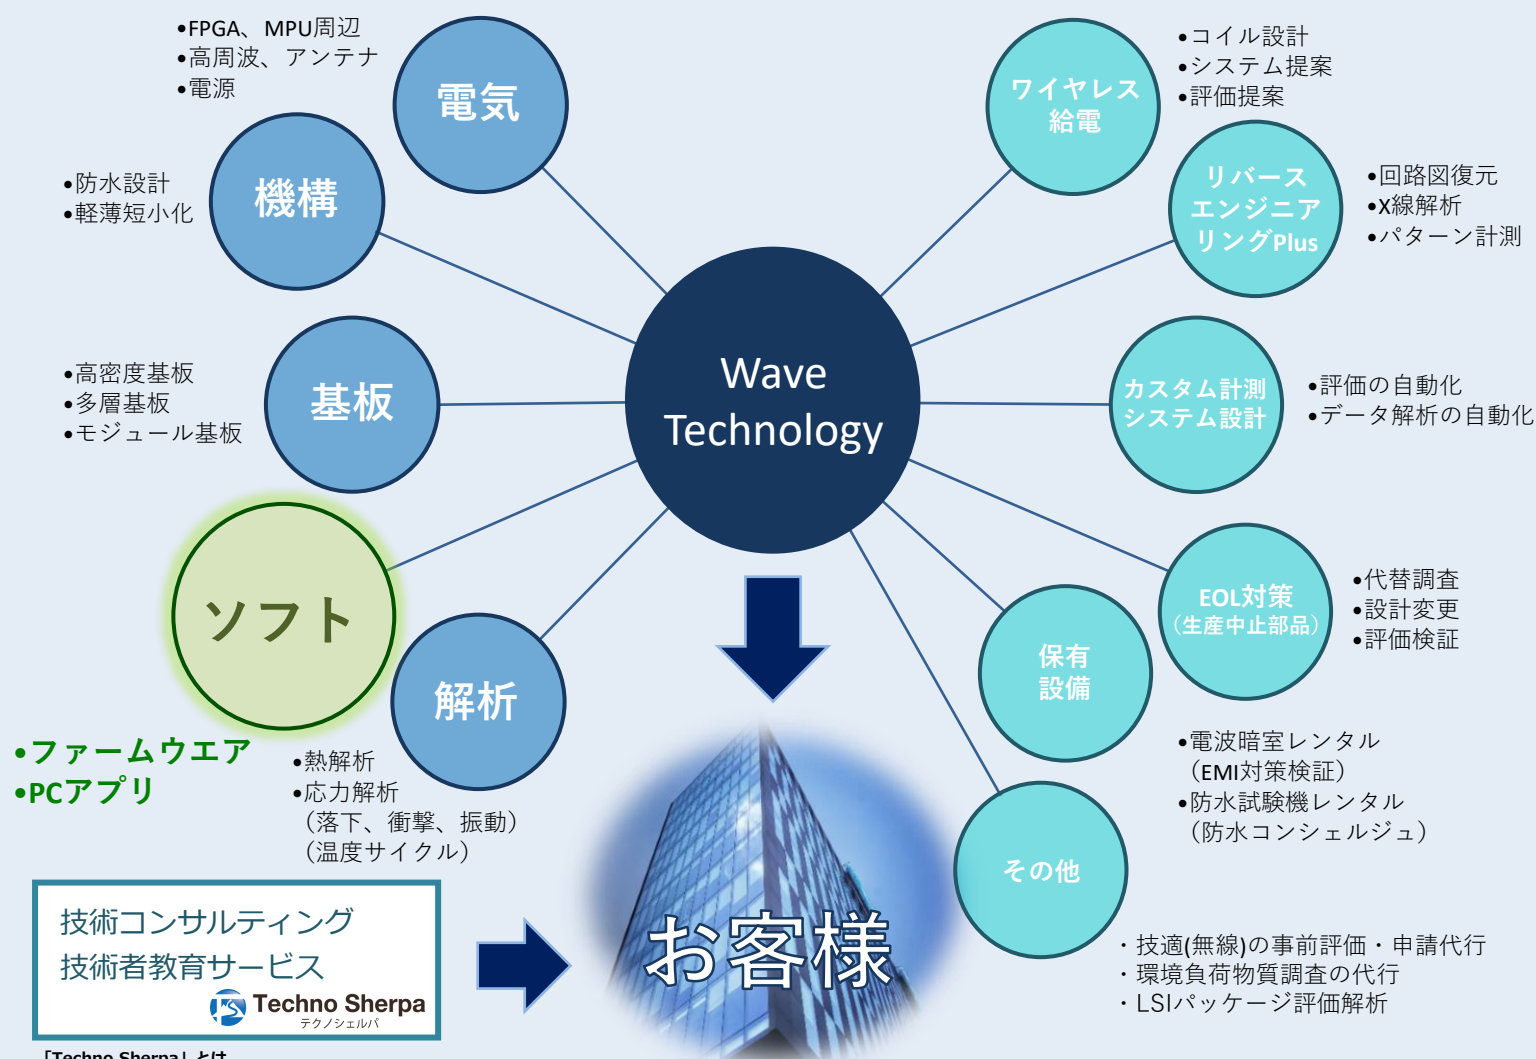 •FPGA、MPU周辺
•高周波、アンテナ
•電源
電気
•防水設計
•軽薄短小化
機構
•高密度基板
•多層基板
•モジュール基板
基板
ソフト
•ファームウエア
•PCアプリ
解析
•熱解析
•応力解析
（落下、衝撃、振動）
（温度サイクル）
Wave
Technology
ワイヤレス
給電
•コイル設計
•システム提案
•評価提案
リバース
エンジニア
リングPlus
•回路図復元
•X線解析
•パターン計測
カスタム計測
システム設計
•評価の自動化
•データ解析の自動化
EOL対策
（生産中止部品）
•代替調査
•設計変更
•評価検証
保有
設備
•電波暗室レンタル
（EMI対策検証）
•防水試験機レンタル
（防水コンシェルジュ）
その他
・技適(無線)の事前評価・申請代行
・環境負荷物質調査の代行
・LSIパッケージ評価解析
お客様
技術コンサルティング
技術者教育サービス
TS Techno Sherpa
テクノシェルパ
「Techno Sherpa」とは